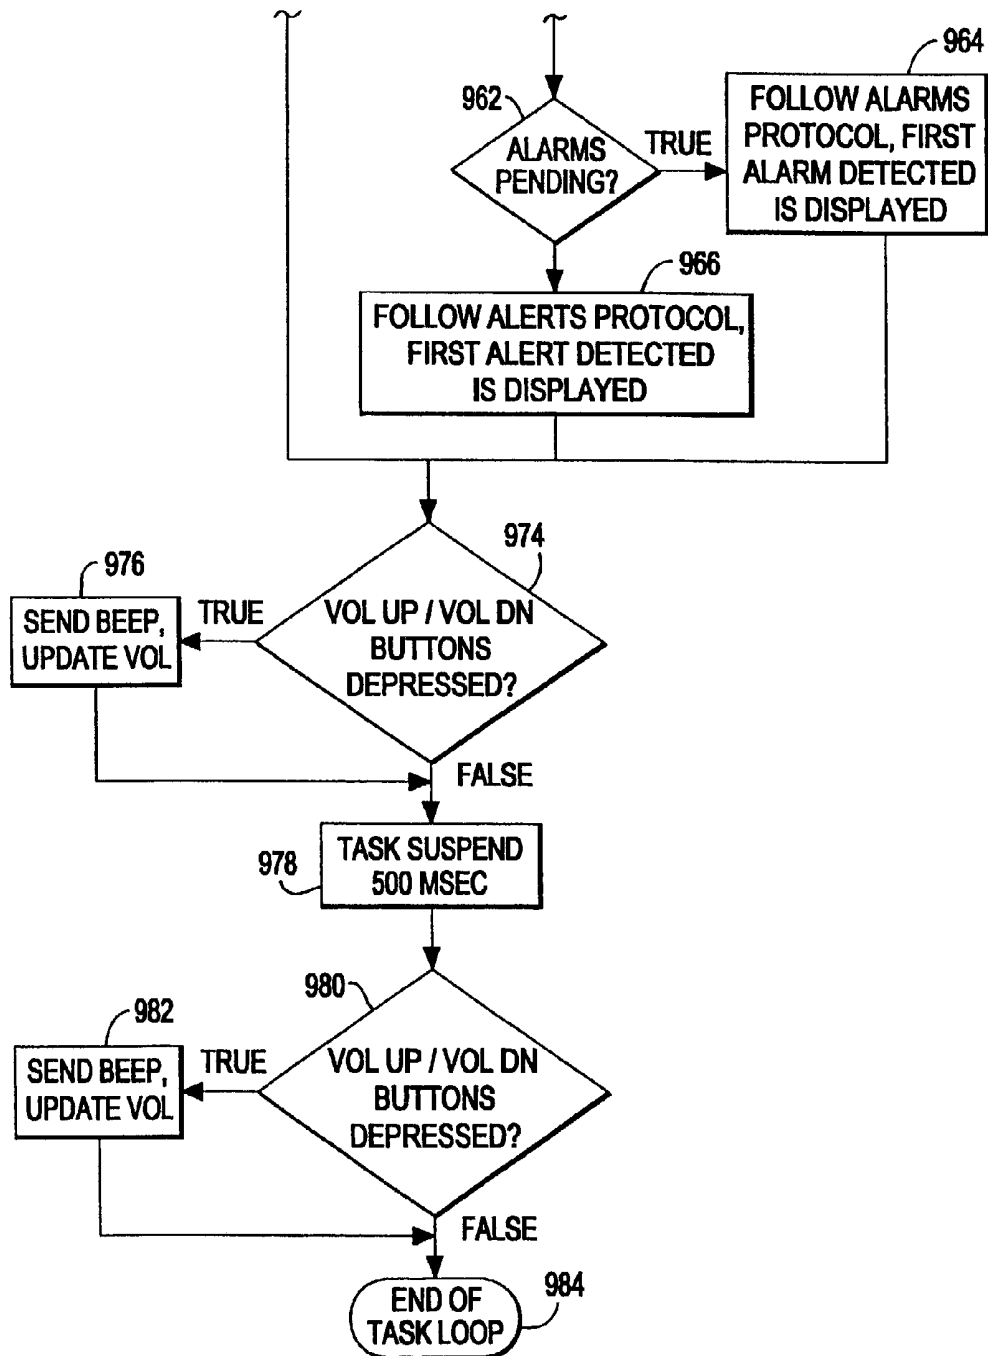 964
962
FOLLOW ALARMS
PROTOCOL, FIRST
ALARM DETECTED
IS DISPLAYED
ALARMS
PENDING?
TRUE
966
FOLLOW ALERTS PROTOCOL,
FIRST ALERT DETECTED
IS DISPLAYED
974
976
SEND BEEP,
UPDATE VOL
TRUE
VOL UP / VOL DN
BUTTONS
DEPRESSED?
FALSE
978
TASK SUSPEND
500 MSEC
980
982
SEND BEEP,
UPDATE VOL
TRUE
VOL UP / VOL DN
BUTTONS
DEPRESSED?
FALSE
984
END OF
TASK LOOP